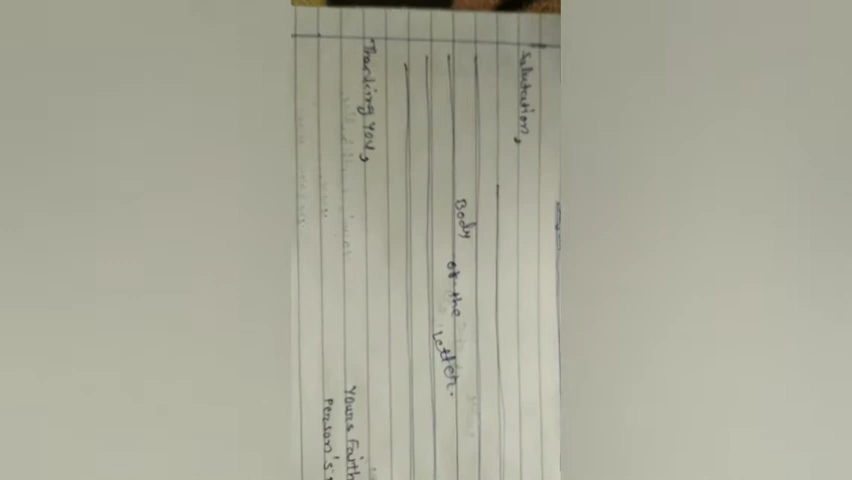 Salutation,
Body of the Letter.
Thanking you,
Yours Faith
Person's